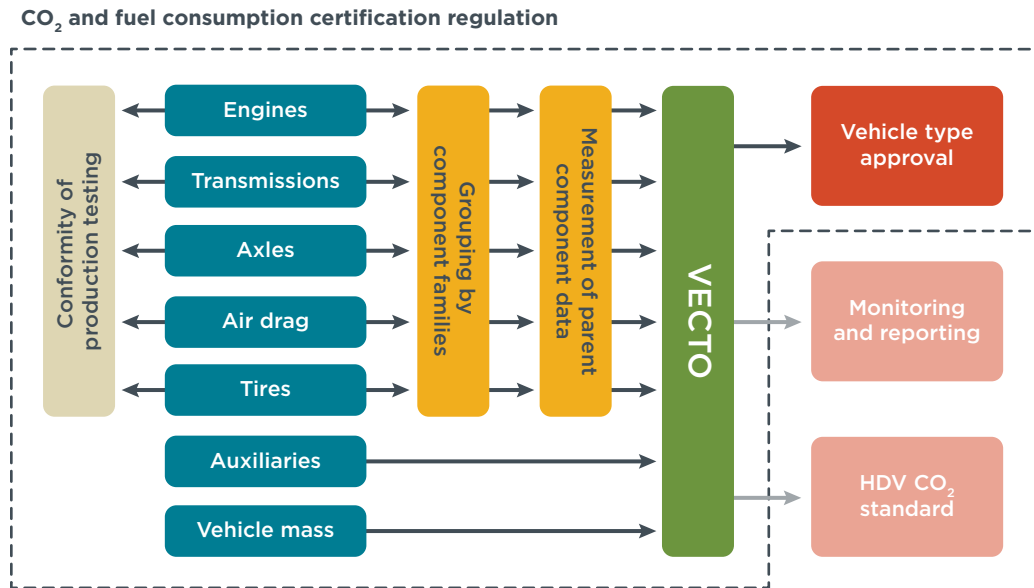 CO₂ and fuel consumption certification regulation
Conformity of
production testing
Engines
Transmissions
Axles
Air drag
Tires
Auxiliaries
Vehicle mass
Grouping by
component families
Measurement of parent
component data
VECTO
Vehicle type
approval
Monitoring
and reporting
HDV CO₂
standard